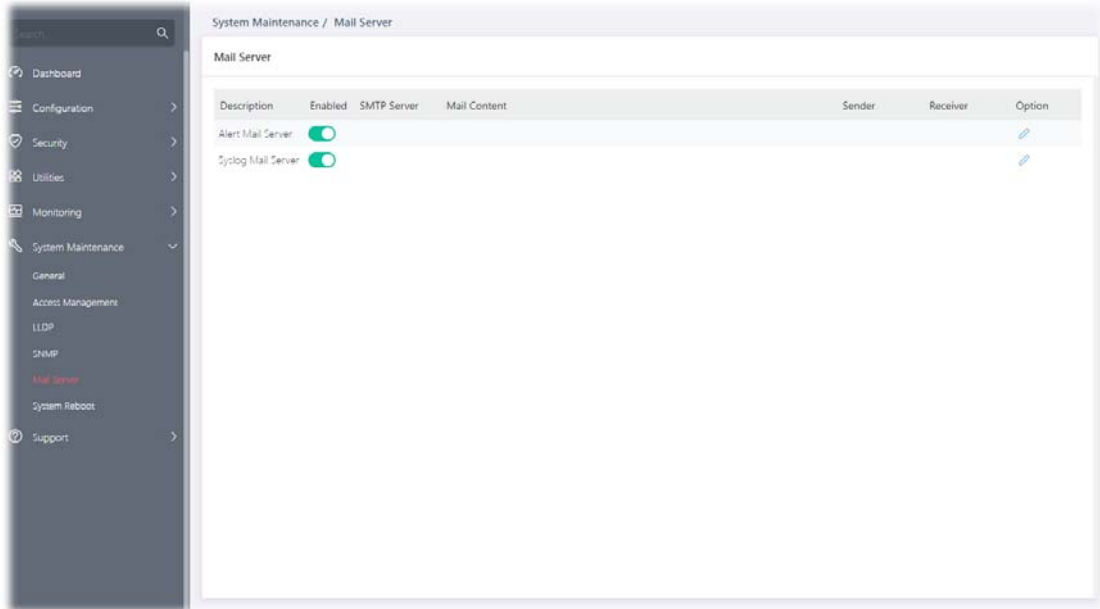 Search...
Dashboard
Configuration
Security
Utilities
Monitoring
System Maintenance
General
Access Management
LLDP
SNMP
Mail Server
System Reboot
Support
System Maintenance / Mail Server
Mail Server
Description Enabled SMTP Server Mail Content Sender Receiver Option
Alert Mail Server
Syslog Mail Server